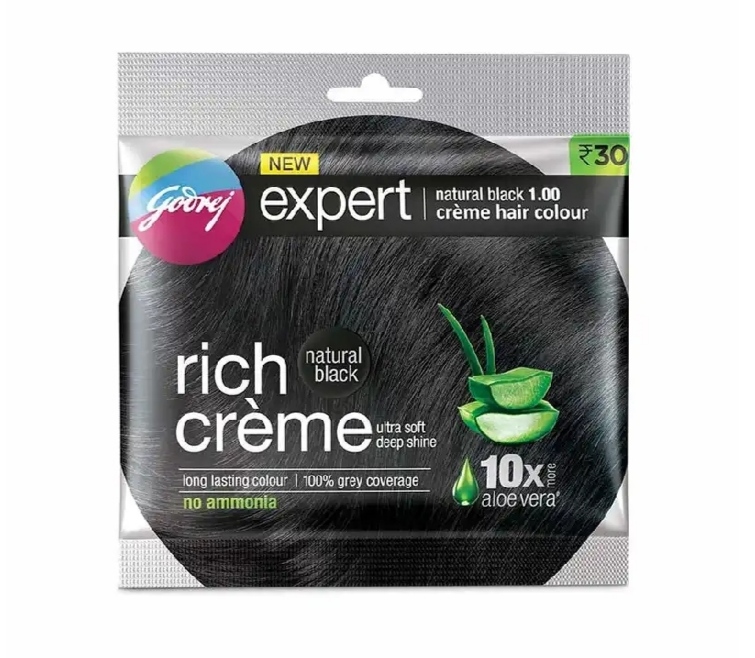 ₹30
NEW
Godrej
expert
natural black 1.00
crème hair colour
natural
black
rich
crème
ultra soft
deep shine
long lasting colour | 100% grey coverage
no ammonia
10x
more
aloe vera*